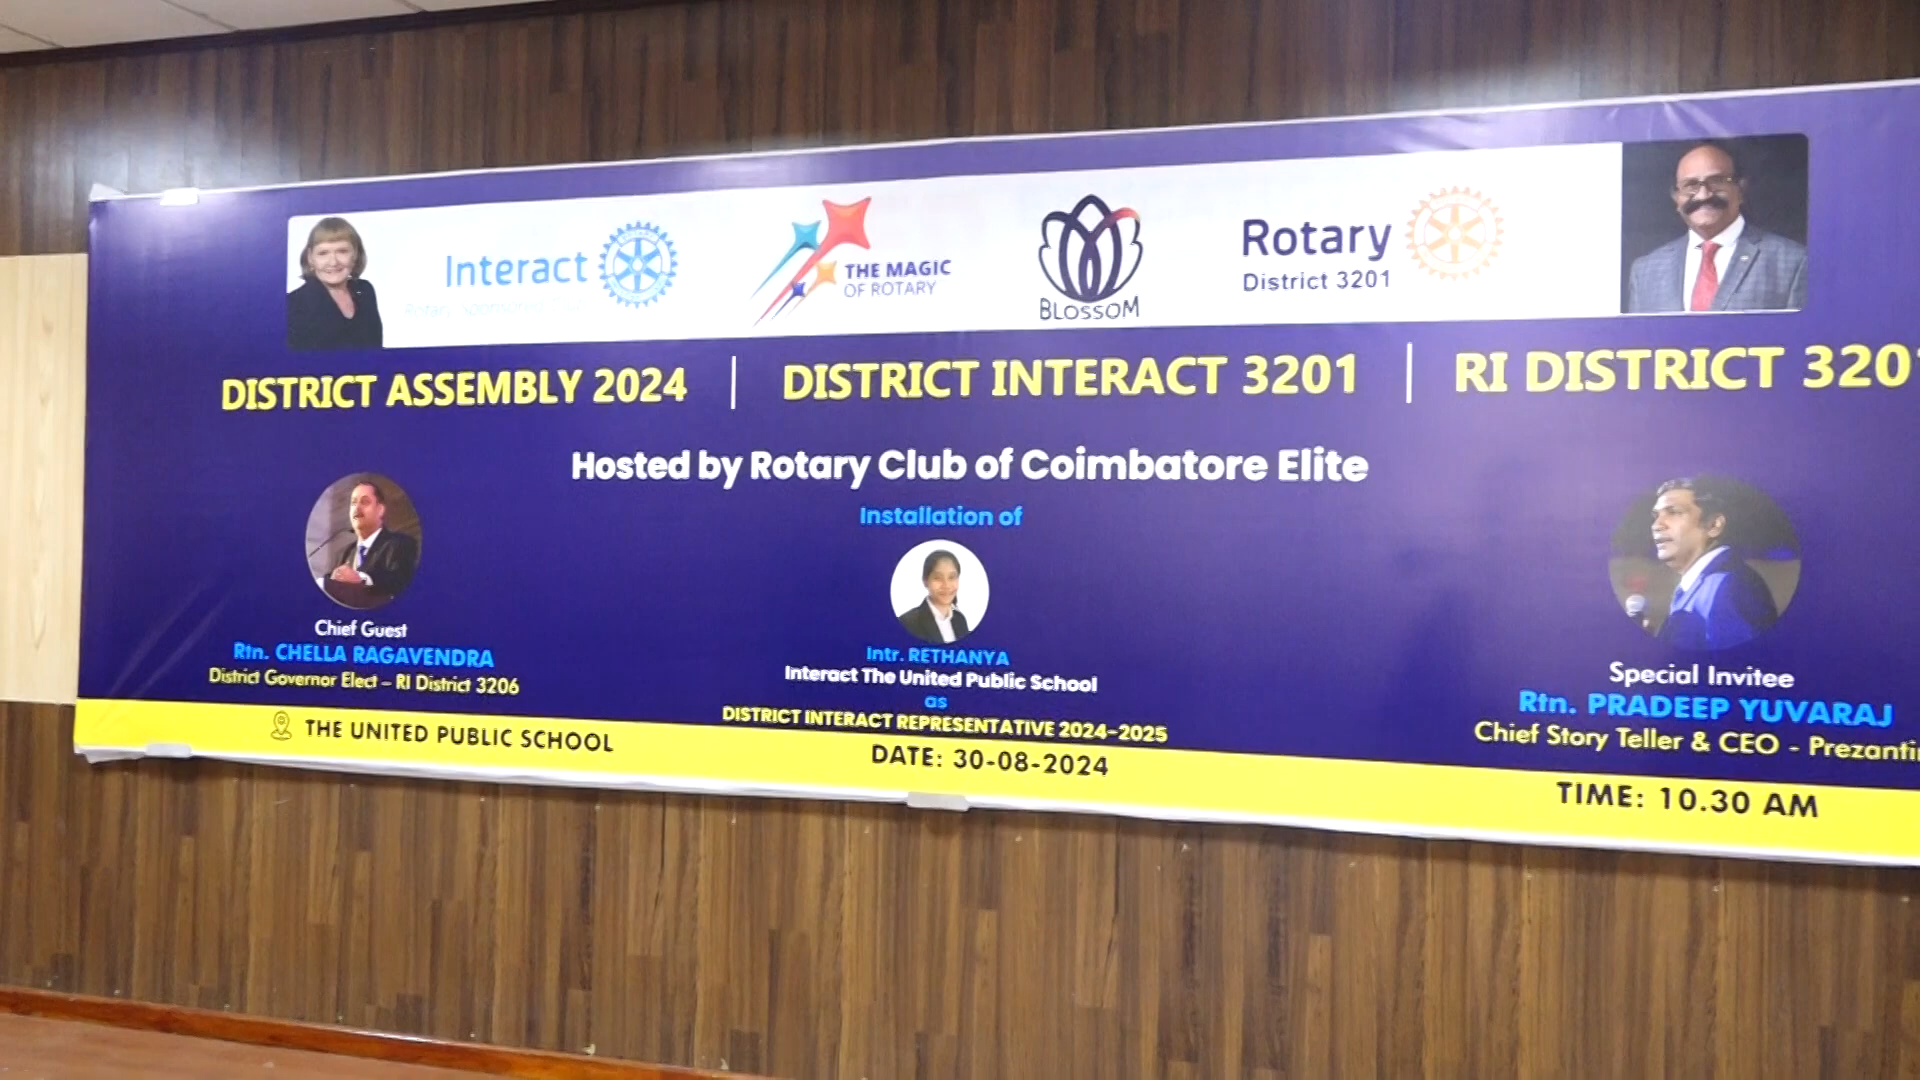 Interact
Rotary Sponsored Club
THE MAGIC
OF ROTARY
BLOSSOM
Rotary
District 3201
DISTRICT ASSEMBLY 2024 | DISTRICT INTERACT 3201 | RI DISTRICT 320
Hosted by Rotary Club of Coimbatore Elite
Installation of
Chief Guest
Rtn. CHELLA RAGAVENDRA
District Governor Elect – RI District 3206
Intr. RETHANYA
Interact The United Public School
as
DISTRICT INTERACT REPRESENTATIVE 2024-2025
Special Invitee
Rtn. PRADEEP YUVARAJ
Chief Story Teller & CEO - Prezanti
THE UNITED PUBLIC SCHOOL
DATE: 30-08-2024
TIME: 10.30 AM